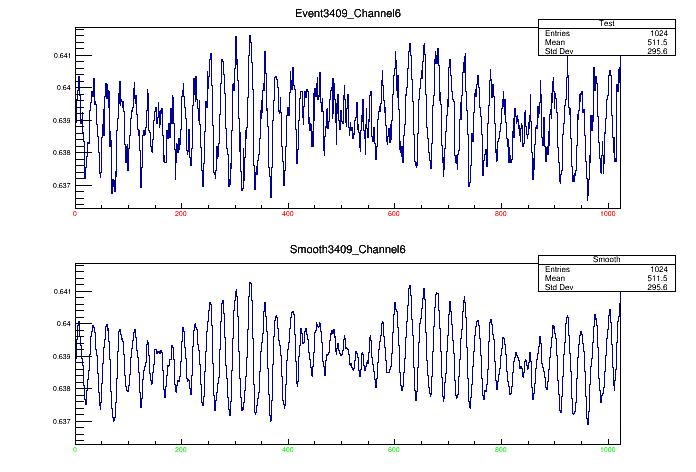 Event3409_Channel6
Test
Entries 1024
Mean 511.5
Std Dev 295.6
0.641
0.64
0.639
0.638
0.637
0 200 400 600 800 1000
Smooth3409_Channel6
Smooth
Entries 1024
Mean 511.5
Std Dev 295.6
0.641
0.64
0.639
0.638
0.637
0 200 400 600 800 1000